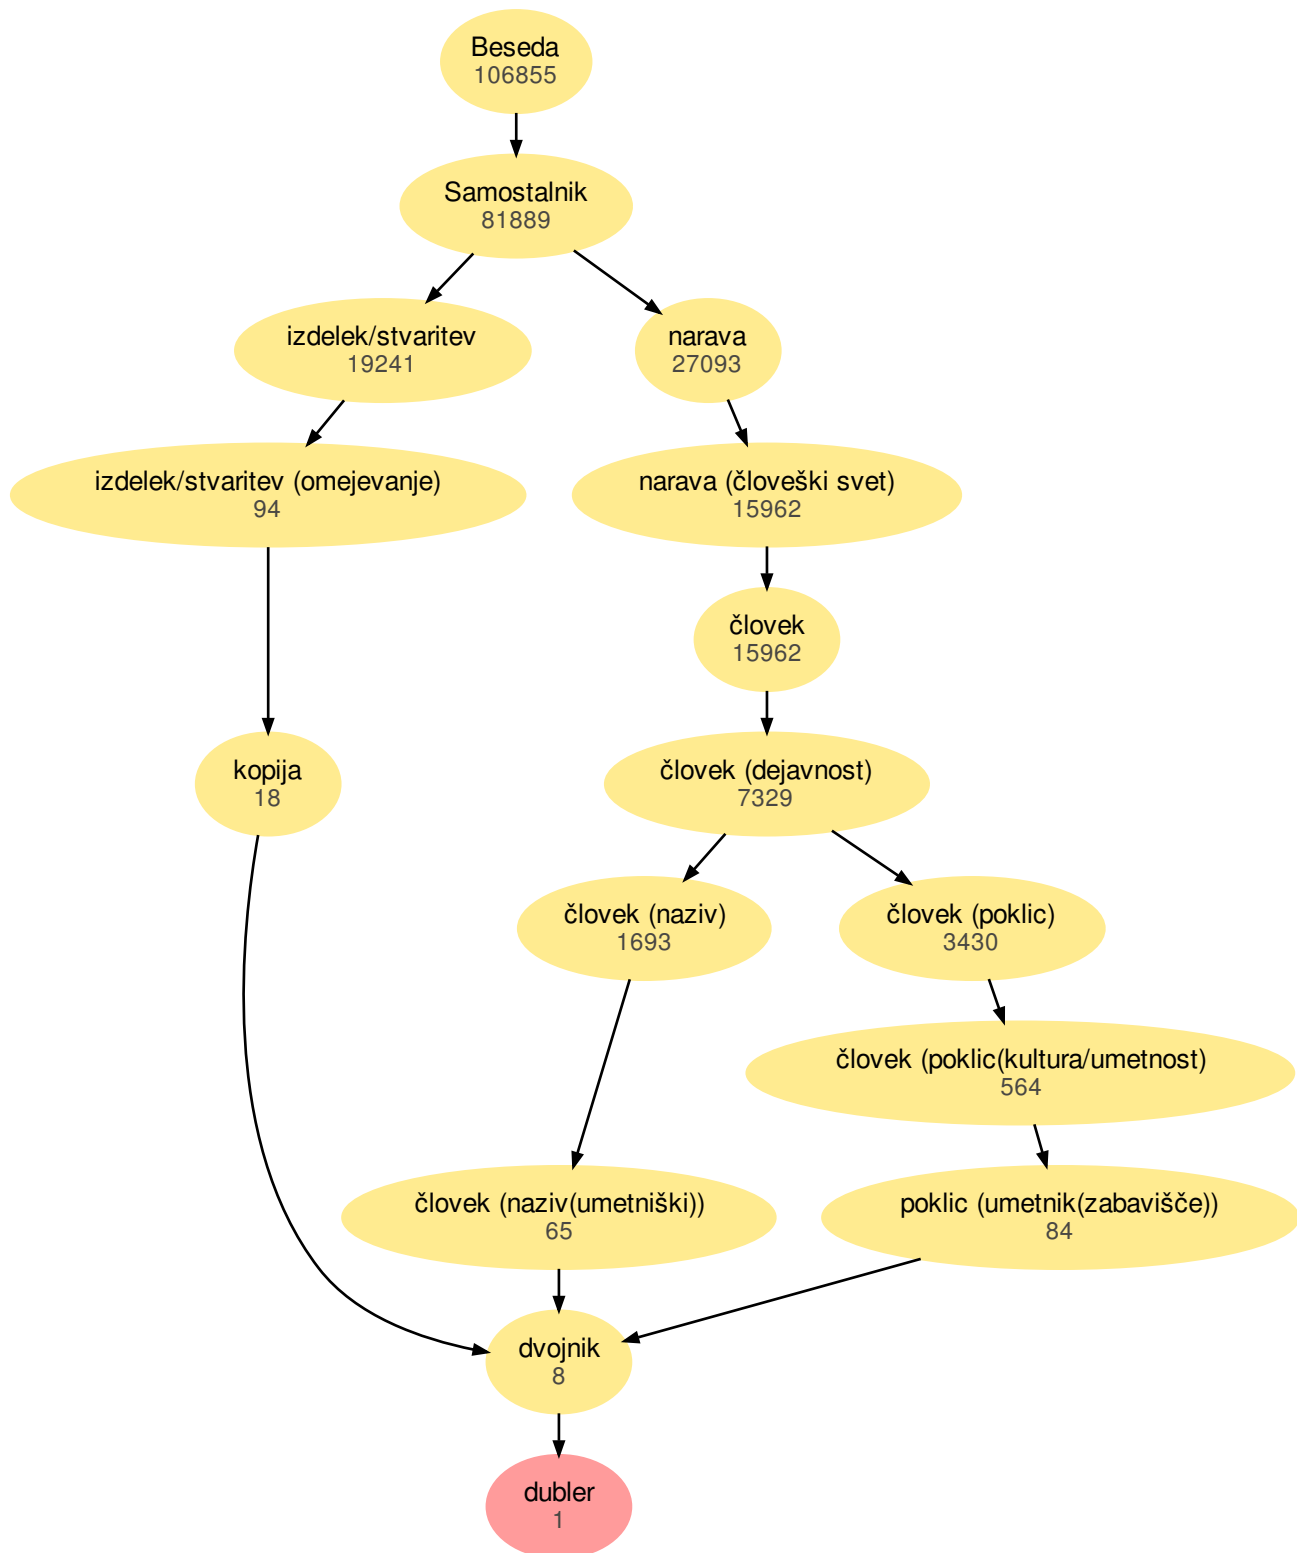 Beseda
106855
Samostalnik
81889
izdelek/stvaritev
19241
narava
27093
izdelek/stvaritev (omejevanje)
94
narava (človeški svet)
15962
človek
15962
kopija
18
človek (dejavnost)
7329
človek (naziv)
1693
človek (poklic)
3430
človek (poklic(kultura/umetnost)
564
človek (naziv(umetniški))
65
poklic (umetnik(zabavišče))
84
dvojnik
8
dubler
1